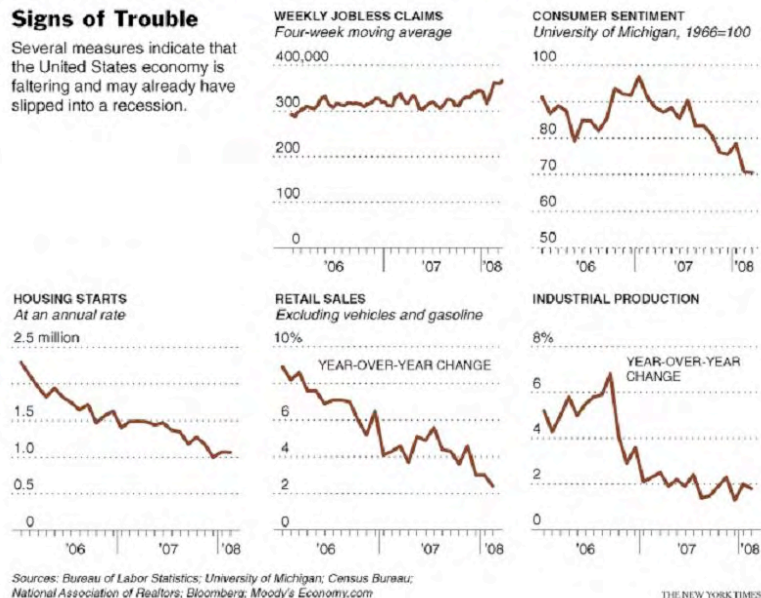 Signs of Trouble
Several measures indicate that
the United States economy is
faltering and may already have
slipped into a recession.
WEEKLY JOBLESS CLAIMS
Four-week moving average
400,000
300
200
100
0
'06 '07 '08
CONSUMER SENTIMENT
University of Michigan, 1966=100
100
80
70
60
50
'06 '07 '08
HOUSING STARTS
At an annual rate
2.5 million
1.5
1.0
0.5
0
'06 '07 '08
RETAIL SALES
Excluding vehicles and gasoline
10%
YEAR-OVER-YEAR CHANGE
6
4
2
0
'06 '07 '08
INDUSTRIAL PRODUCTION
8%
YEAR-OVER-YEAR
CHANGE
6
4
2
0
'06 '07 '08
Sources: Bureau of Labor Statistics; University of Michigan; Census Bureau;
National Association of Realtors; Bloomberg; Moody's Economy.com
THE NEW YORK TIMES